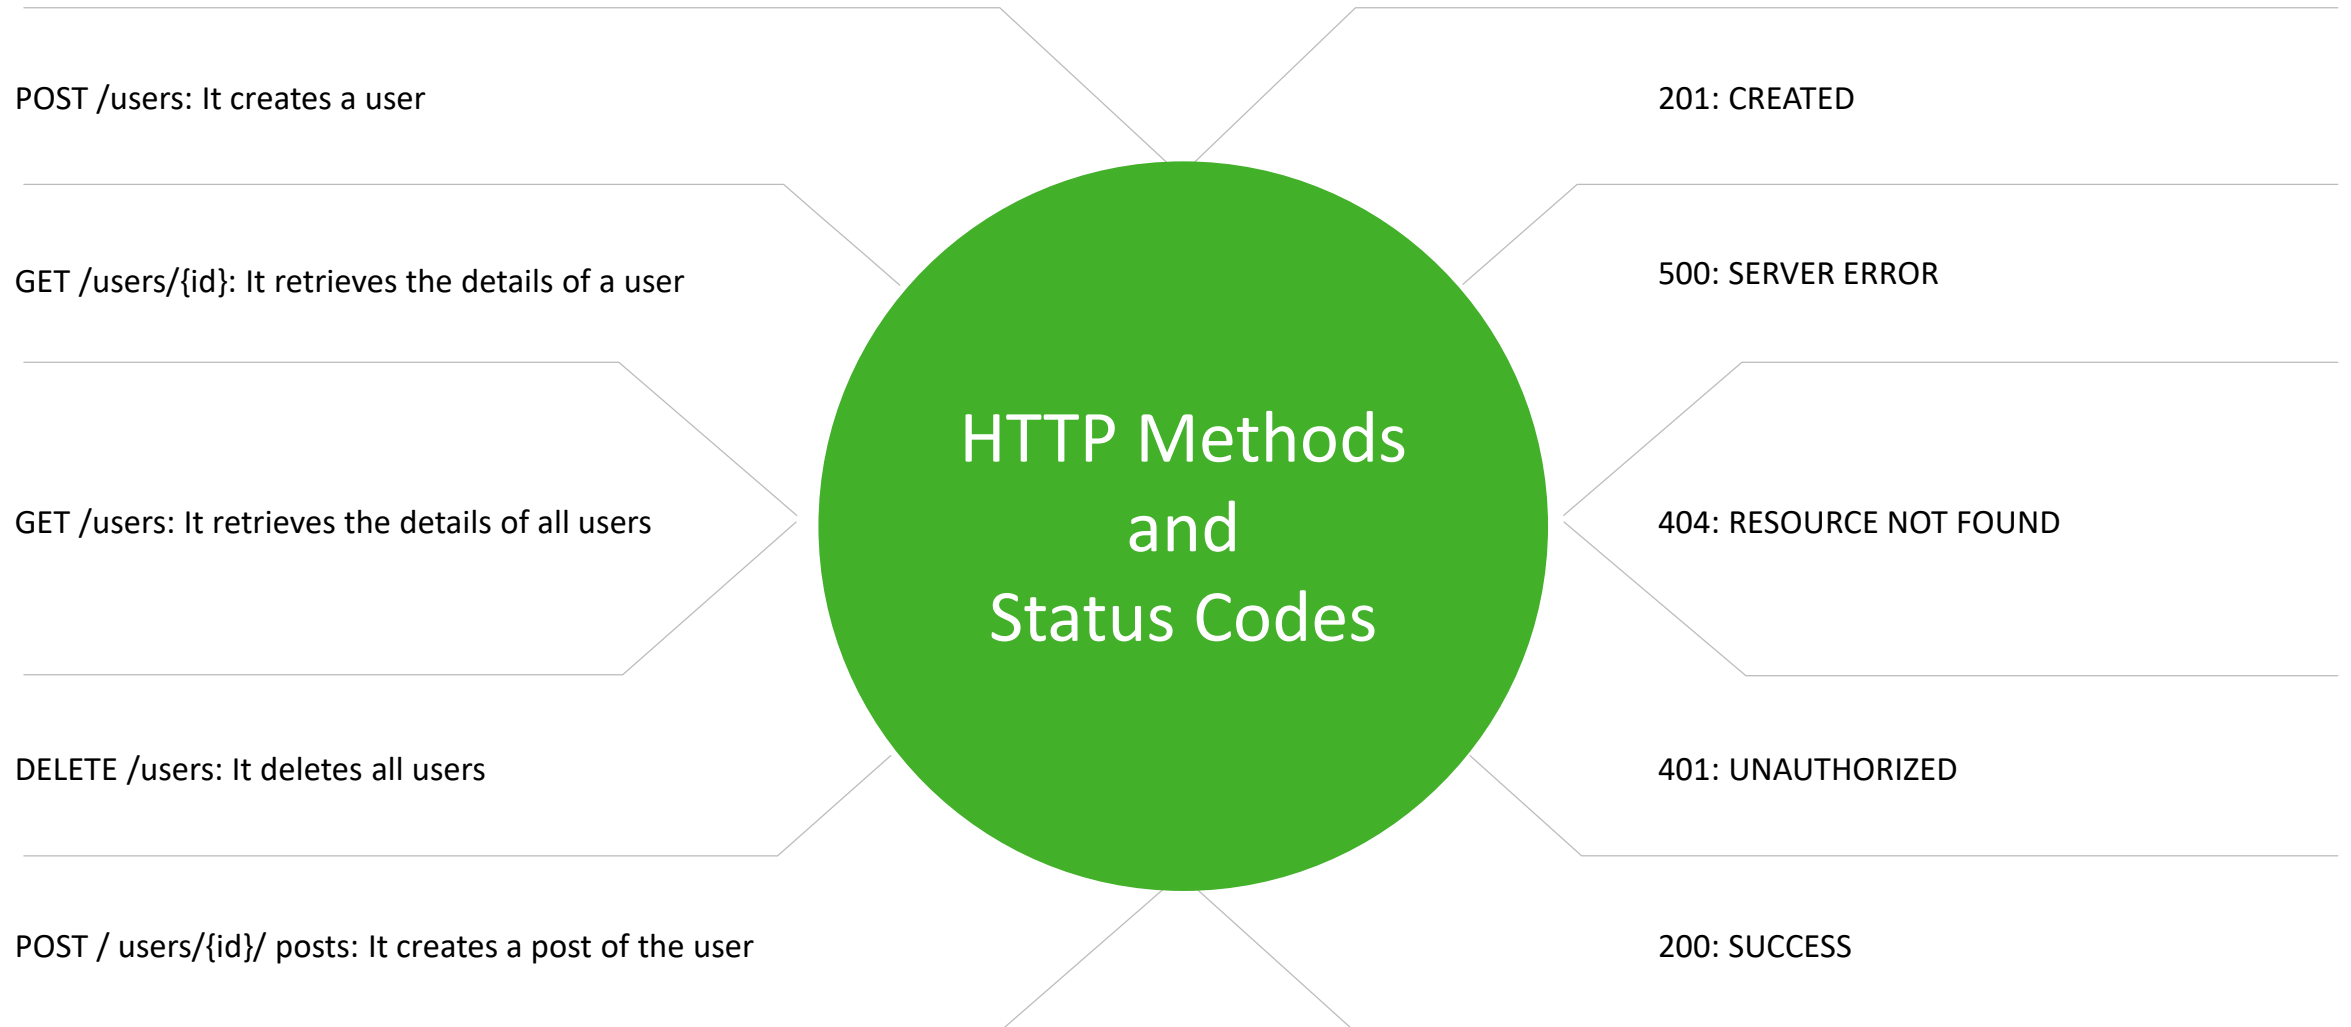 POST /users: It creates a user
GET /users/{id}: It retrieves the details of a user
GET /users: It retrieves the details of all users
DELETE /users: It deletes all users
POST / users/{id}/ posts: It creates a post of the user
HTTP Methods
and
Status Codes
201: CREATED
500: SERVER ERROR
404: RESOURCE NOT FOUND
401: UNAUTHORIZED
200: SUCCESS